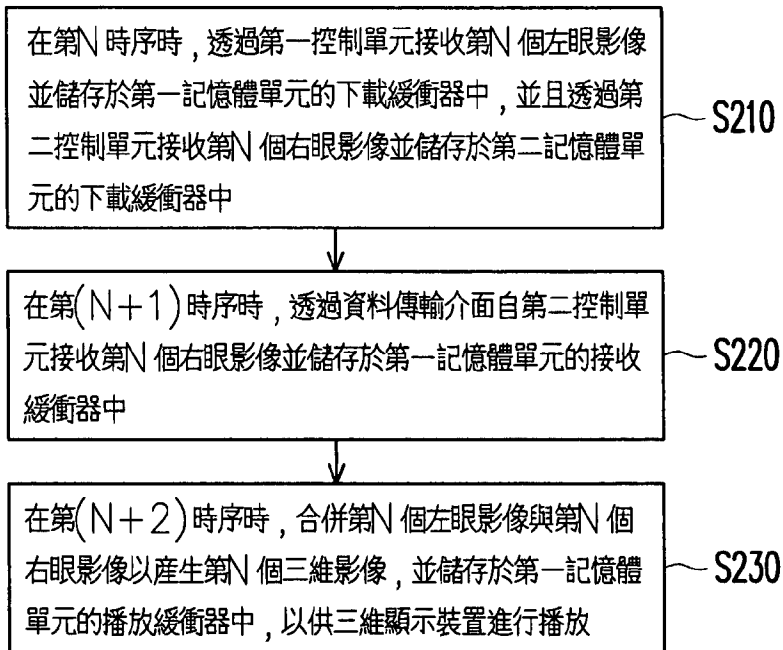 在第N時序時，透過第一控制單元接收第N個左眼影像
並儲存於第一記憶體單元的下載緩衝器中，並且透過第
二控制單元接收第N個右眼影像並儲存於第二記憶體單
元的下載緩衝器中
S210
在第(N+1)時序時，透過資料傳輸介面自第二控制單
元接收第N個右眼影像並儲存於第一記憶體單元的接收
緩衝器中
S220
在第(N+2)時序時，合併第N個左眼影像與第N個
右眼影像以產生第N個三維影像，並儲存於第一記憶體
單元的播放緩衝器中，以供三維顯示裝置進行播放
S230